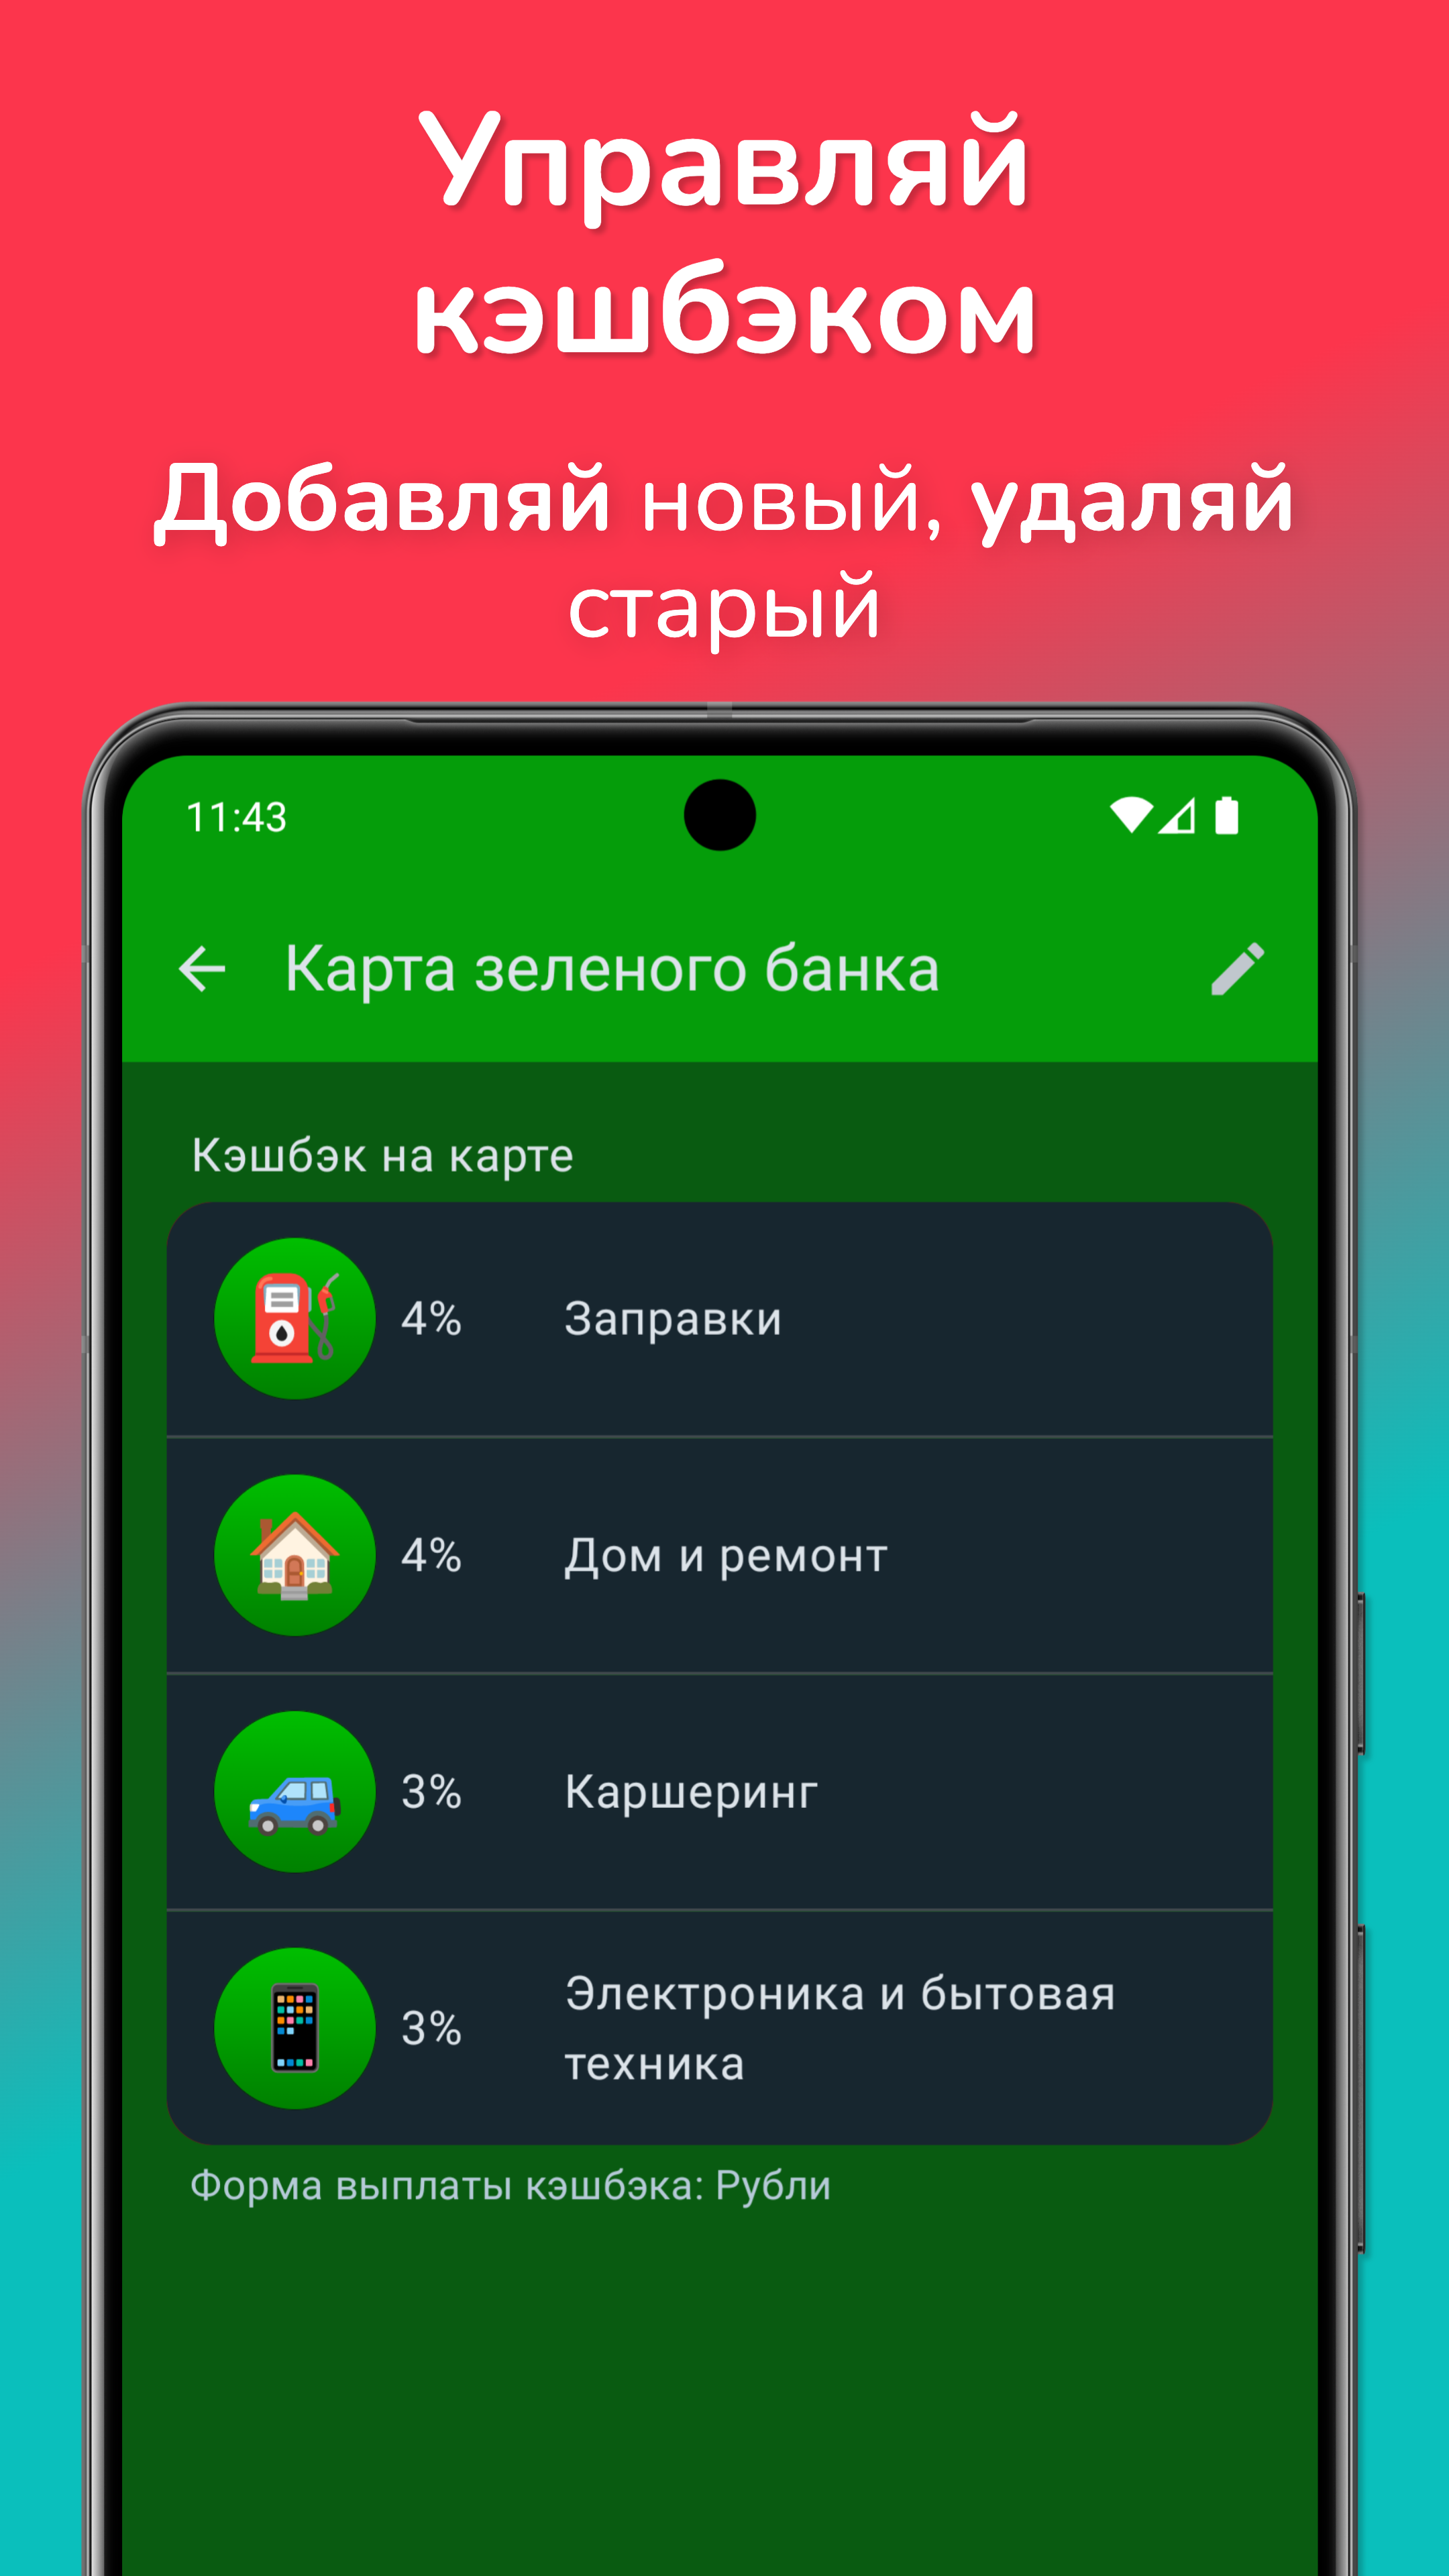 Управляй
кэшбэком
Добавляй новый, удаляй
старый
11:43
Карта зеленого банка
Кэшбэк на карте
4% Заправки
4% Дом и ремонт
3% Каршеринг
3% Электроника и бытовая
техника
Форма выплаты кэшбэка: Рубли